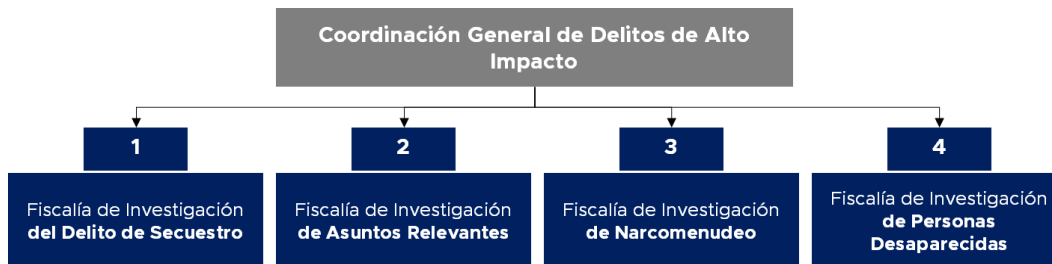 Coordinación General de Delitos de Alto
Impacto
1
2
3
4
Fiscalía de Investigación
del Delito de Secuestro
Fiscalía de Investigación
de Asuntos Relevantes
Fiscalía de Investigación
de Narcomenudeo
Fiscalía de Investigación
de Personas
Desaparecidas